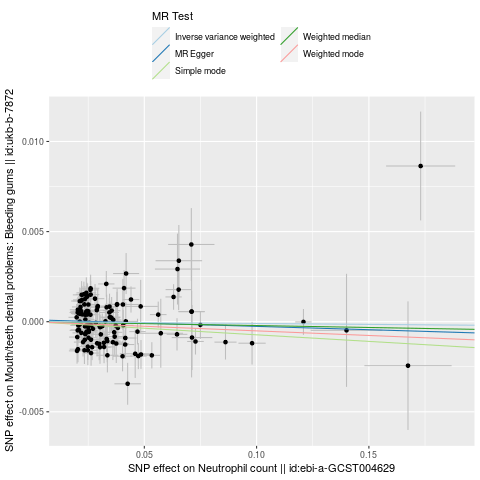 MR Test
Inverse variance weighted
Weighted median
MR Egger
Weighted mode
Simple mode
SNP effect on Mouth/teeth dental problems: Bleeding gums || id:ukb-b-7872
0.010
0.005
0.000
-0.005
0.05
0.10
0.15
SNP effect on Neutrophil count || id:ebi-a-GCST004629